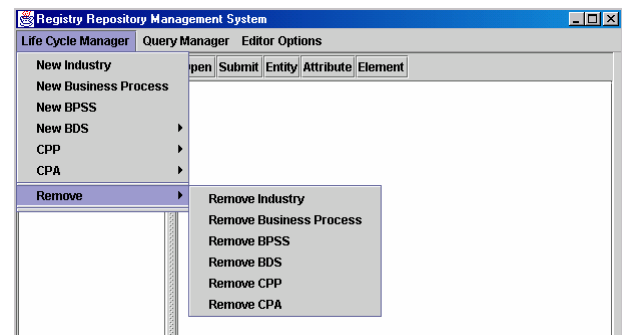 Registry Repository Management System
Life Cycle Manager Query Manager Editor Options
New Industry
New Business Process
New BPSS
New BDS
CPP
CPA
Remove
pen Submit Entity Attribute Element
Remove Industry
Remove Business Process
Remove BPSS
Remove BDS
Remove CPP
Remove CPA